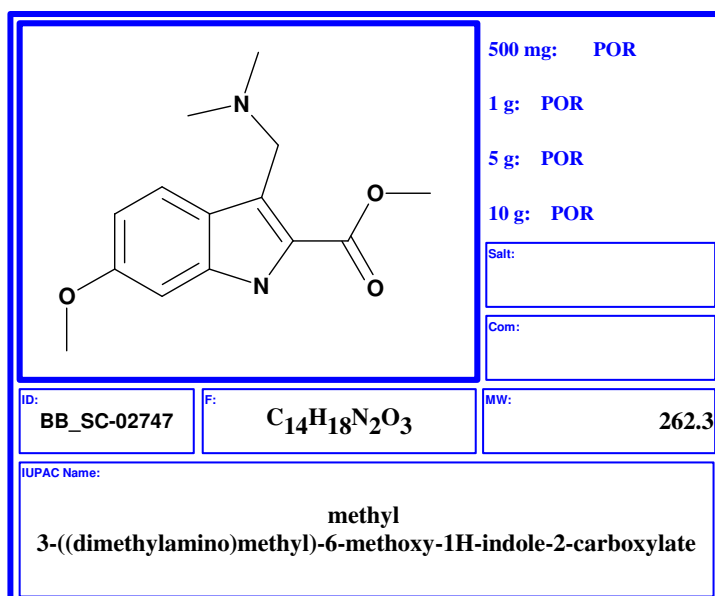 N
O
O
N
O
500 mg: POR
1 g: POR
5 g: POR
10 g: POR
Salt:
Com:
ID:
BB_SC-02747
F:
C14H18N2O3
MW:
262.3
IUPAC Name:
methyl
3-((dimethylamino)methyl)-6-methoxy-1H-indole-2-carboxylate